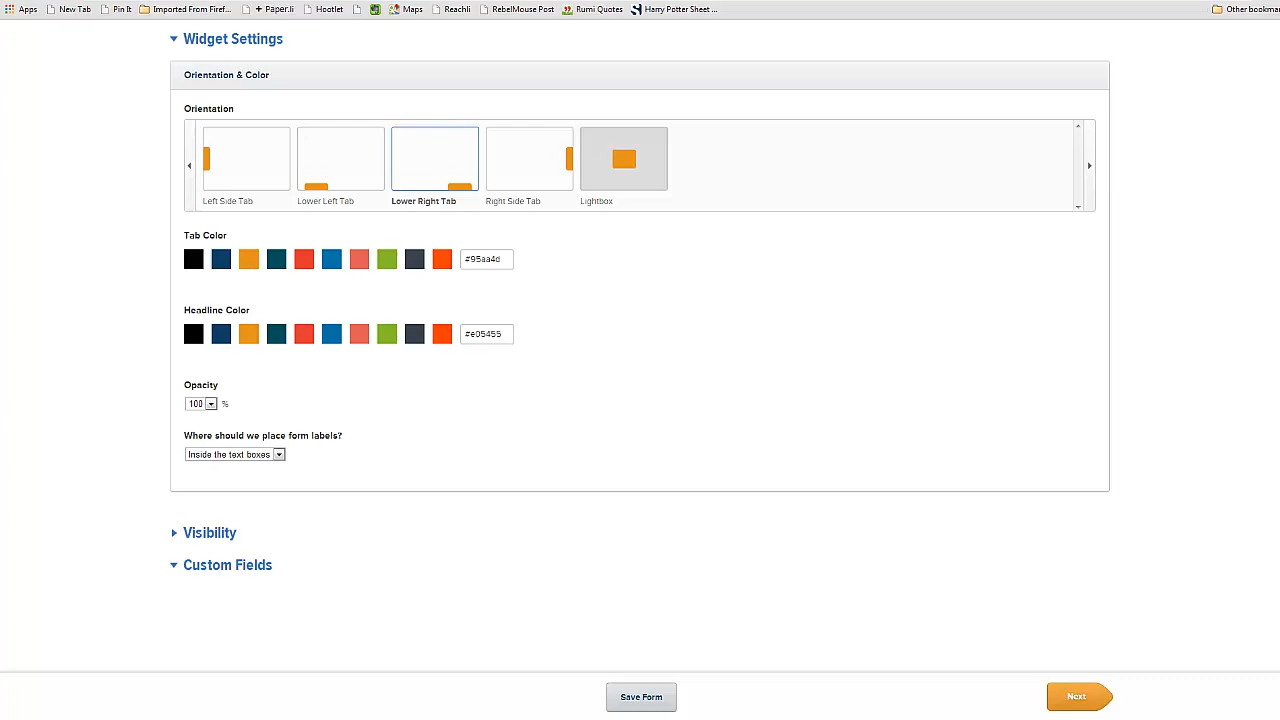 Apps New Tab Pin It Imported From Firef... + Paper.li Hootlet Maps Reachli RebelMouse Post Rumi Quotes Harry Potter Sheet ... Other bookmar
Widget Settings
Orientation & Color
Orientation
Left Side Tab Lower Left Tab Lower Right Tab Right Side Tab Lightbox
Tab Color
#95aa4d
Headline Color
#e05455
Opacity
100 %
Where should we place form labels?
Inside the text boxes
Visibility
Custom Fields
Save Form Next